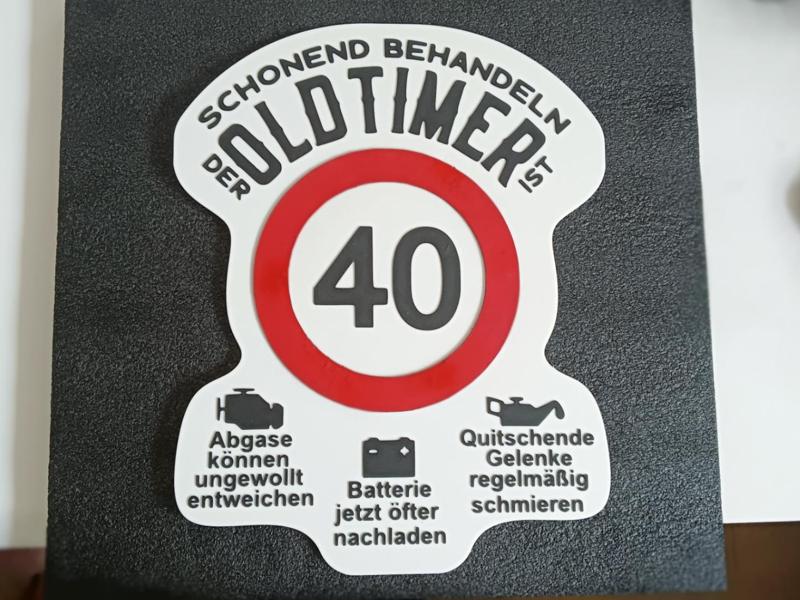 SCHONEND BEHANDELN
DER OLDTIMER IST
40
Abgase
können
ungewollt
entweichen
Batterie
jetzt öfter
nachladen
Quitschende
Gelenke
regelmäßig
schmieren